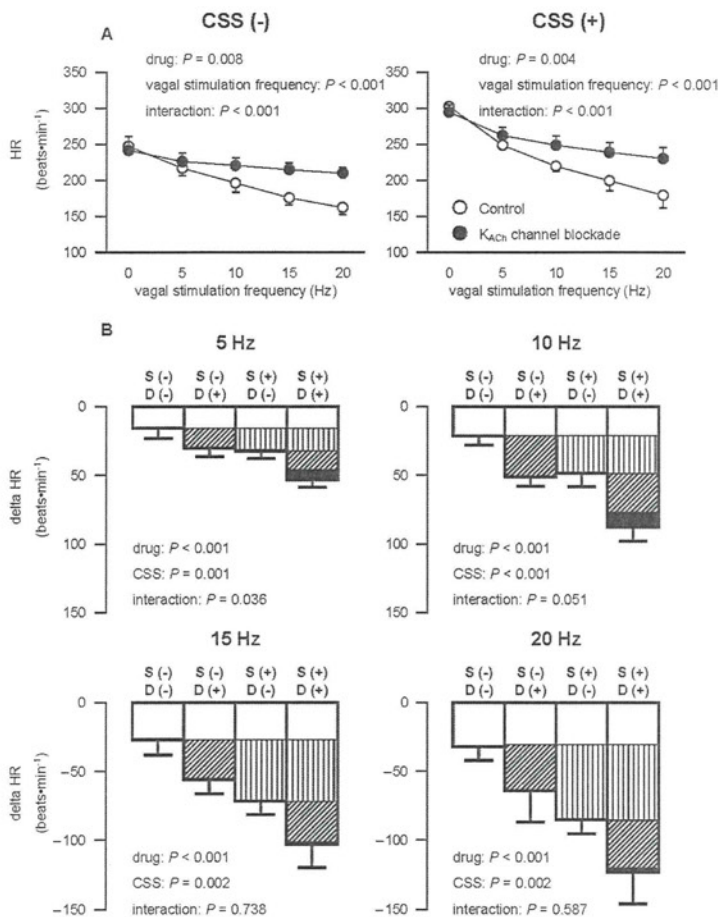 CSS (-)
CSS (+)
A
drug: P = 0.008
vagal stimulation frequency: P < 0.001
interaction: P < 0.001
drug: P = 0.004
vagal stimulation frequency: P < 0.001
interaction: P < 0.001
HR
(beats•min⁻¹)
350
300
250
200
150
100
350
300
250
200
150
100
Control
K_ACh channel blockade
0 5 10 15 20
vagal stimulation frequency (Hz)
0 5 10 15 20
vagal stimulation frequency (Hz)
B
5 Hz
S (-) S (-) S (+) S (+)
D (-) D (+) D (-) D (+)
delta HR
(beats•min⁻¹)
0
50
100
150
drug: P < 0.001
CSS: P = 0.001
interaction: P = 0.036
10 Hz
S (-) S (-) S (+) S (+)
D (-) D (+) D (-) D (+)
0
50
100
150
drug: P < 0.001
CSS: P < 0.001
interaction: P = 0.051
15 Hz
S (-) S (-) S (+) S (+)
D (-) D (+) D (-) D (+)
delta HR
(beats•min⁻¹)
0
−50
−100
−150
drug: P < 0.001
CSS: P = 0.002
interaction: P = 0.738
20 Hz
S (-) S (-) S (+) S (+)
D (-) D (+) D (-) D (+)
0
−50
−100
−150
drug: P < 0.001
CSS: P = 0.002
interaction: P = 0.587